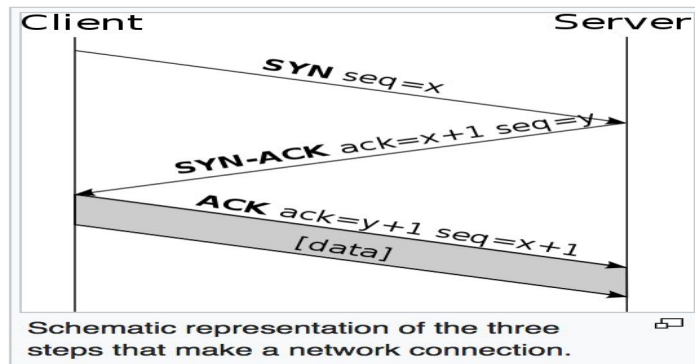 Client
Server
SYN seq=x
SYN-ACK ack=x+1 seq=y
ACK ack=y+1 seq=x+1
[data]
Schematic representation of the three
steps that make a network connection.